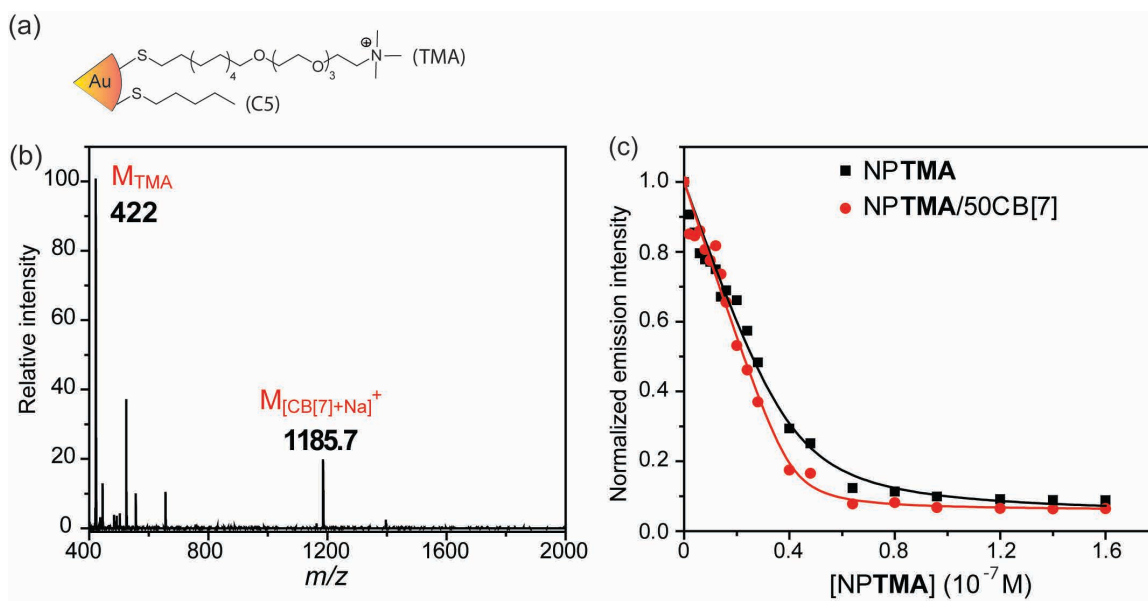 (a)
S
4
O
O
3
N
⊕
(TMA)
Au
S
(C5)
(b)
M_TMA
422
M_[CB[7]+Na]⁺
1185.7
Relative intensity
100
80
60
40
20
0
400 800 1200 1600 2000
m/z
(c)
NPTMA
NPTMA/50CB[7]
Normalized emission intensity
1.0
0.8
0.6
0.4
0.2
0.0
0 0.4 0.8 1.2 1.6
[NPTMA] (10⁻⁷ M)